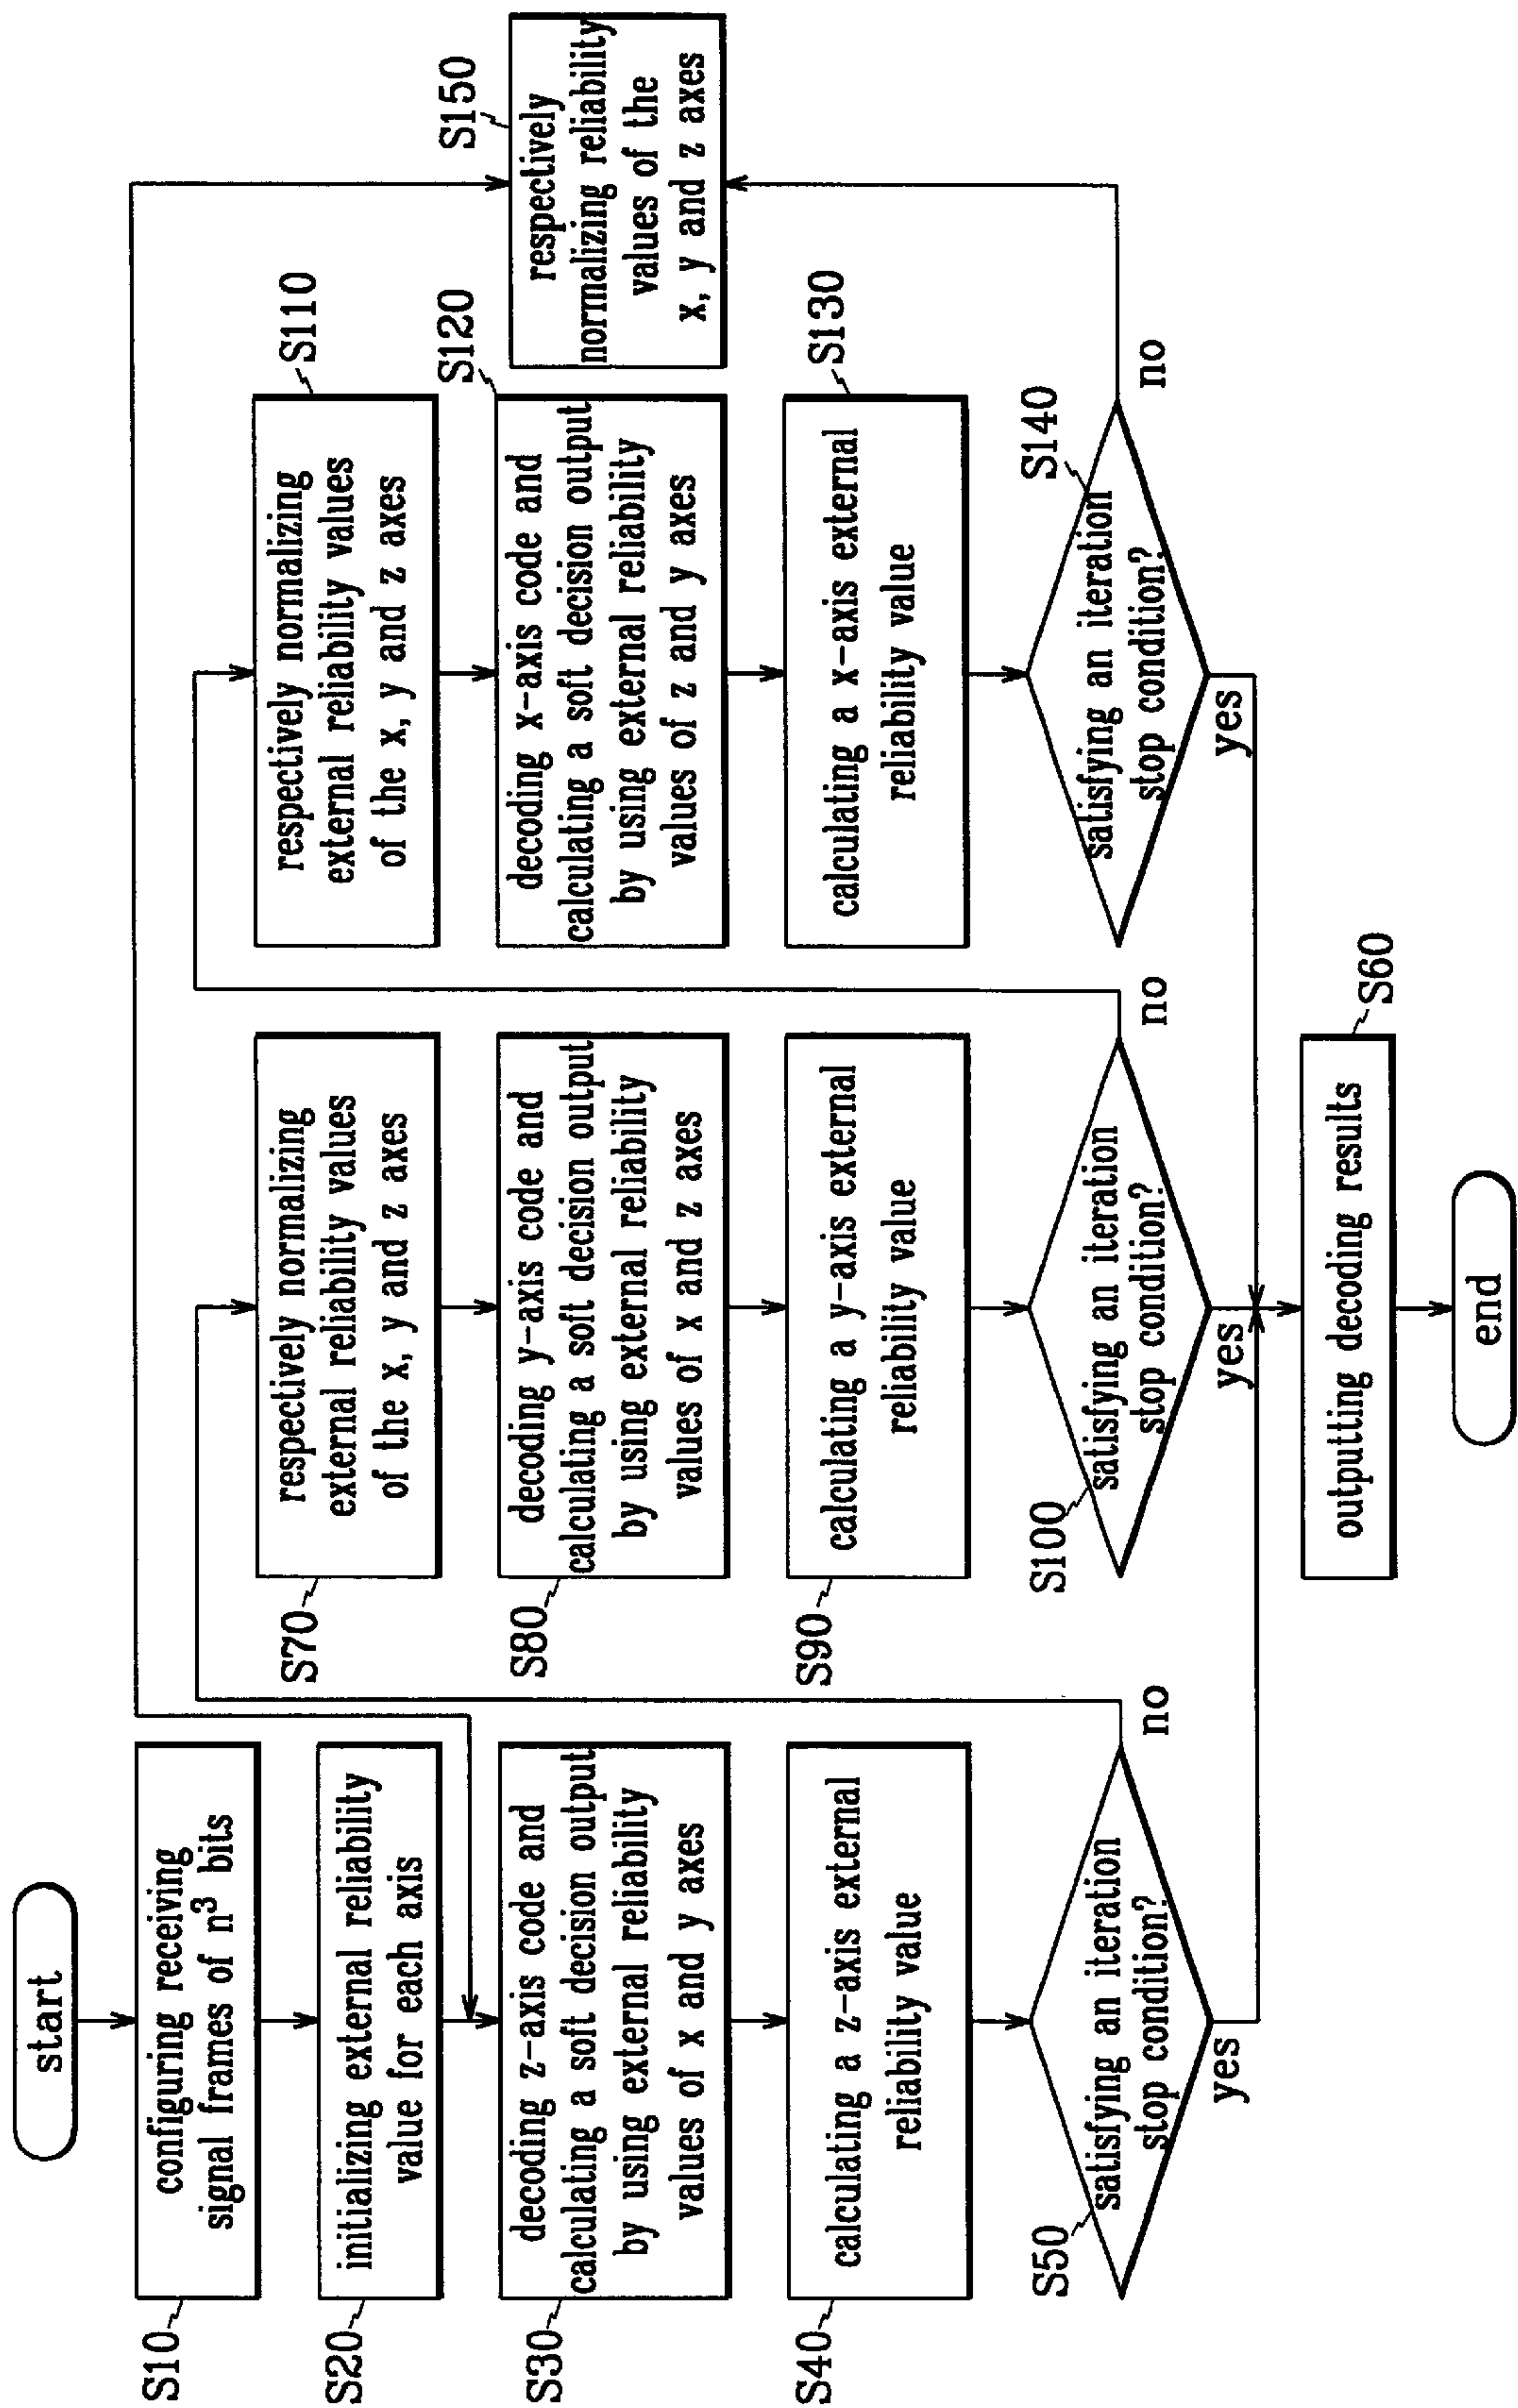 start
S10
configuring receiving
signal frames of n³ bits
S20
initializing external reliability
value for each axis
S30
decoding z-axis code and
calculating a soft decision output
by using external reliability
values of x and y axes
S40
calculating a z-axis external
reliability value
S50
satisfying an iteration
stop condition?
no
yes
S70
respectively normalizing
external reliability values
of the x, y and z axes
S80
decoding y-axis code and
calculating a soft decision output
by using external reliability
values of x and z axes
S90
calculating a y-axis external
reliability value
S100
satisfying an iteration
stop condition?
no
yes
S60
outputting decoding results
end
S110
respectively normalizing
external reliability values
of the x, y and z axes
S120
decoding x-axis code and
calculating a soft decision output
by using external reliability
values of z and y axes
S130
calculating a x-axis external
reliability value
S140
satisfying an iteration
stop condition?
no
yes
S150
respectively
normalizing reliability
values of the
x, y and z axes